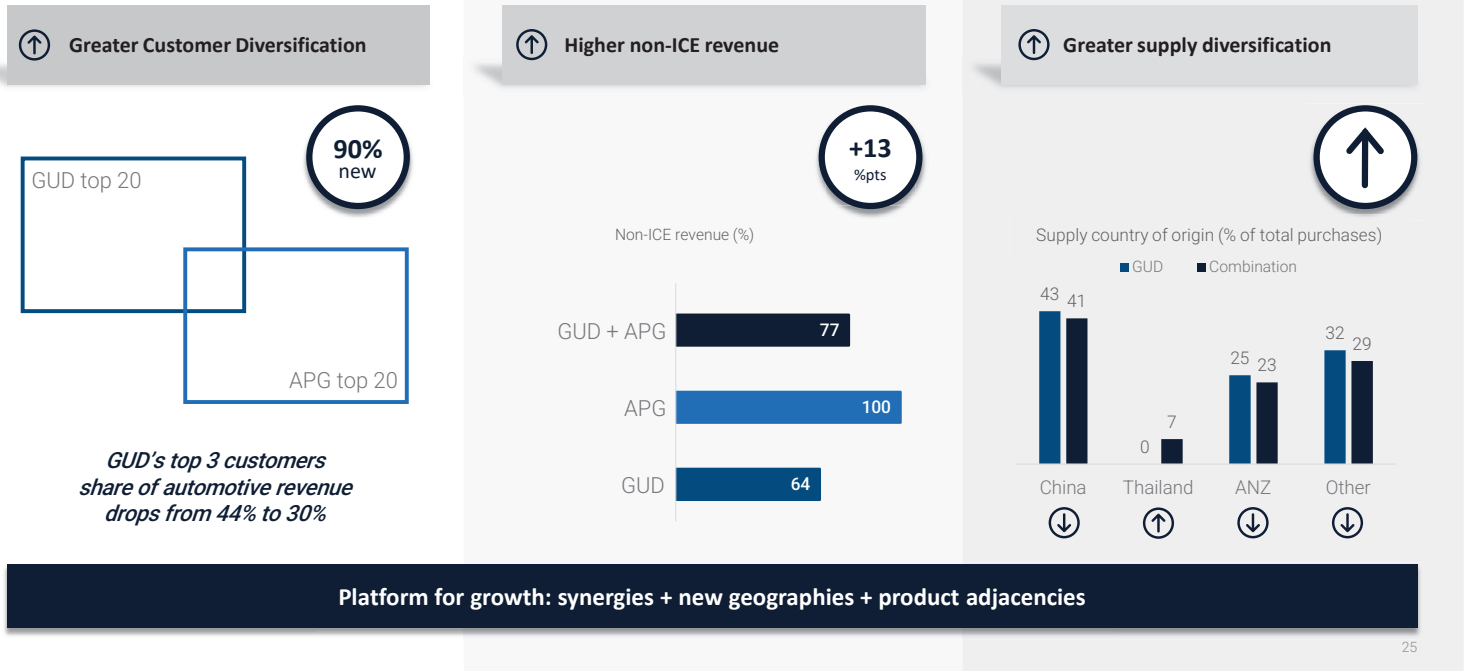 Greater Customer Diversification
90%
new
GUD top 20
APG top 20
GUD's top 3 customers
share of automotive revenue
drops from 44% to 30%
Higher non-ICE revenue
+13
%pts
Non-ICE revenue (%)
GUD + APG 77
APG 100
GUD 64
Greater supply diversification
Supply country of origin (% of total purchases)
GUD Combination
43 41 0 7 25 23 32 29
China Thailand ANZ Other
Platform for growth: synergies + new geographies + product adjacencies
25